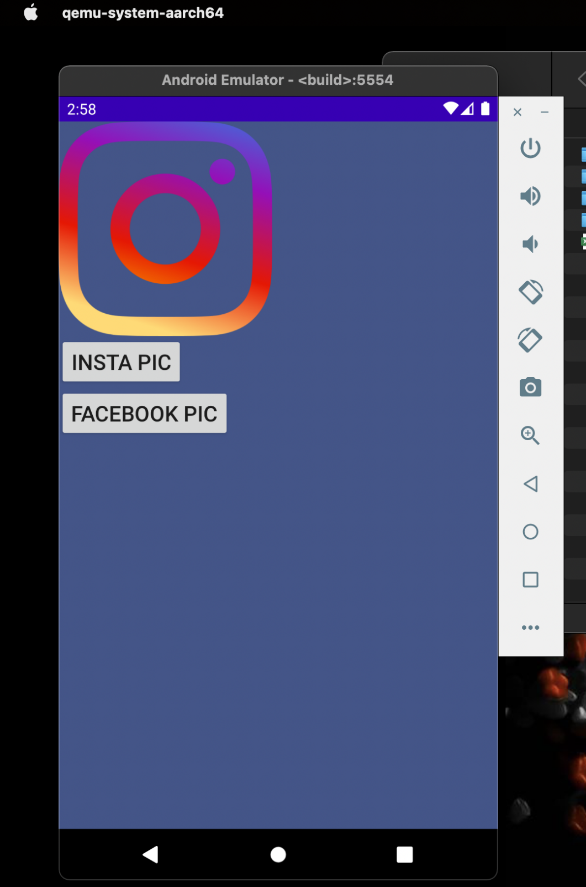 qemu-system-aarch64
Android Emulator - <build>:5554
2:58
INSTA PIC
FACEBOOK PIC